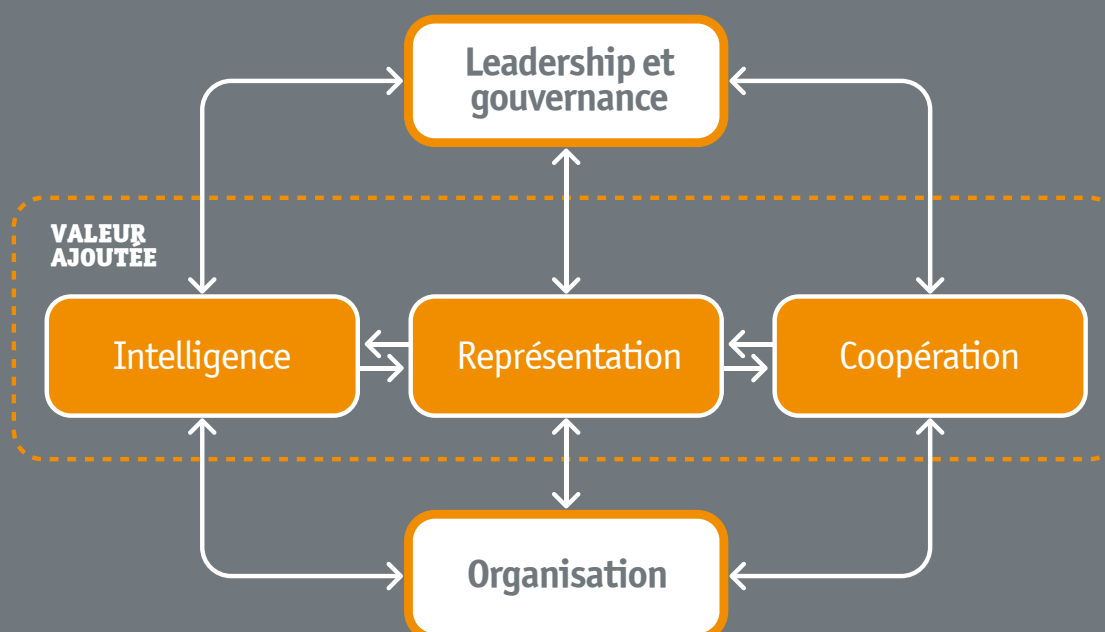 Leadership et
gouvernance
VALEUR
AJOUTÉE
Intelligence
Représentation
Coopération
Organisation